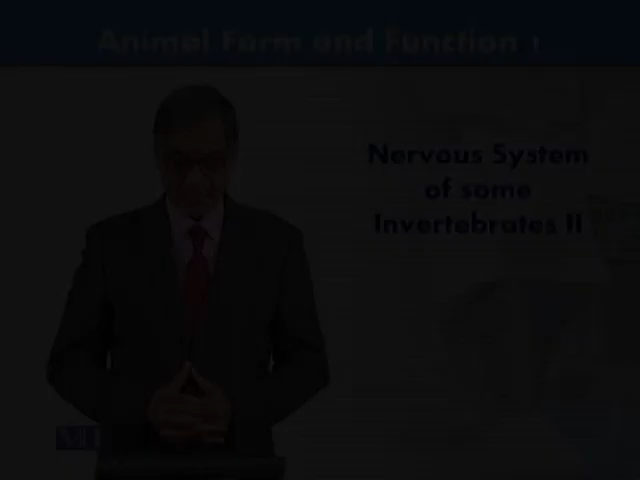 Animal Form and Function 1
Nervous System
of some
Invertebrates II